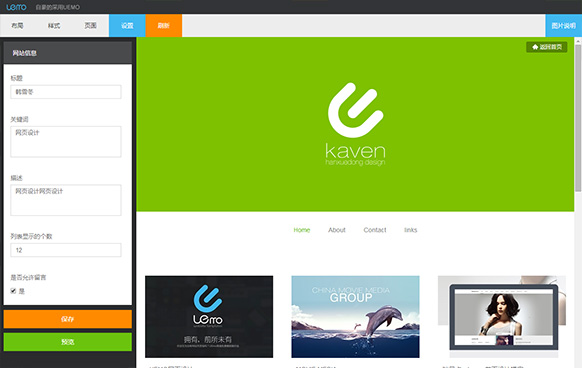 uemo 自豪的采用UEMO
布局 样式 页面 设置 刷新 图片说明
网站信息
返回首页
标题
韩雪冬
关键词
网页设计
描述
网页设计网页设计
列表显示的个数
12
是否允许留言
是
保存
预览
kaven
hanxuedong design
Home About Contact links
uemo
拥有，前所未有
CHINA MOVIE MEDIA
GROUP